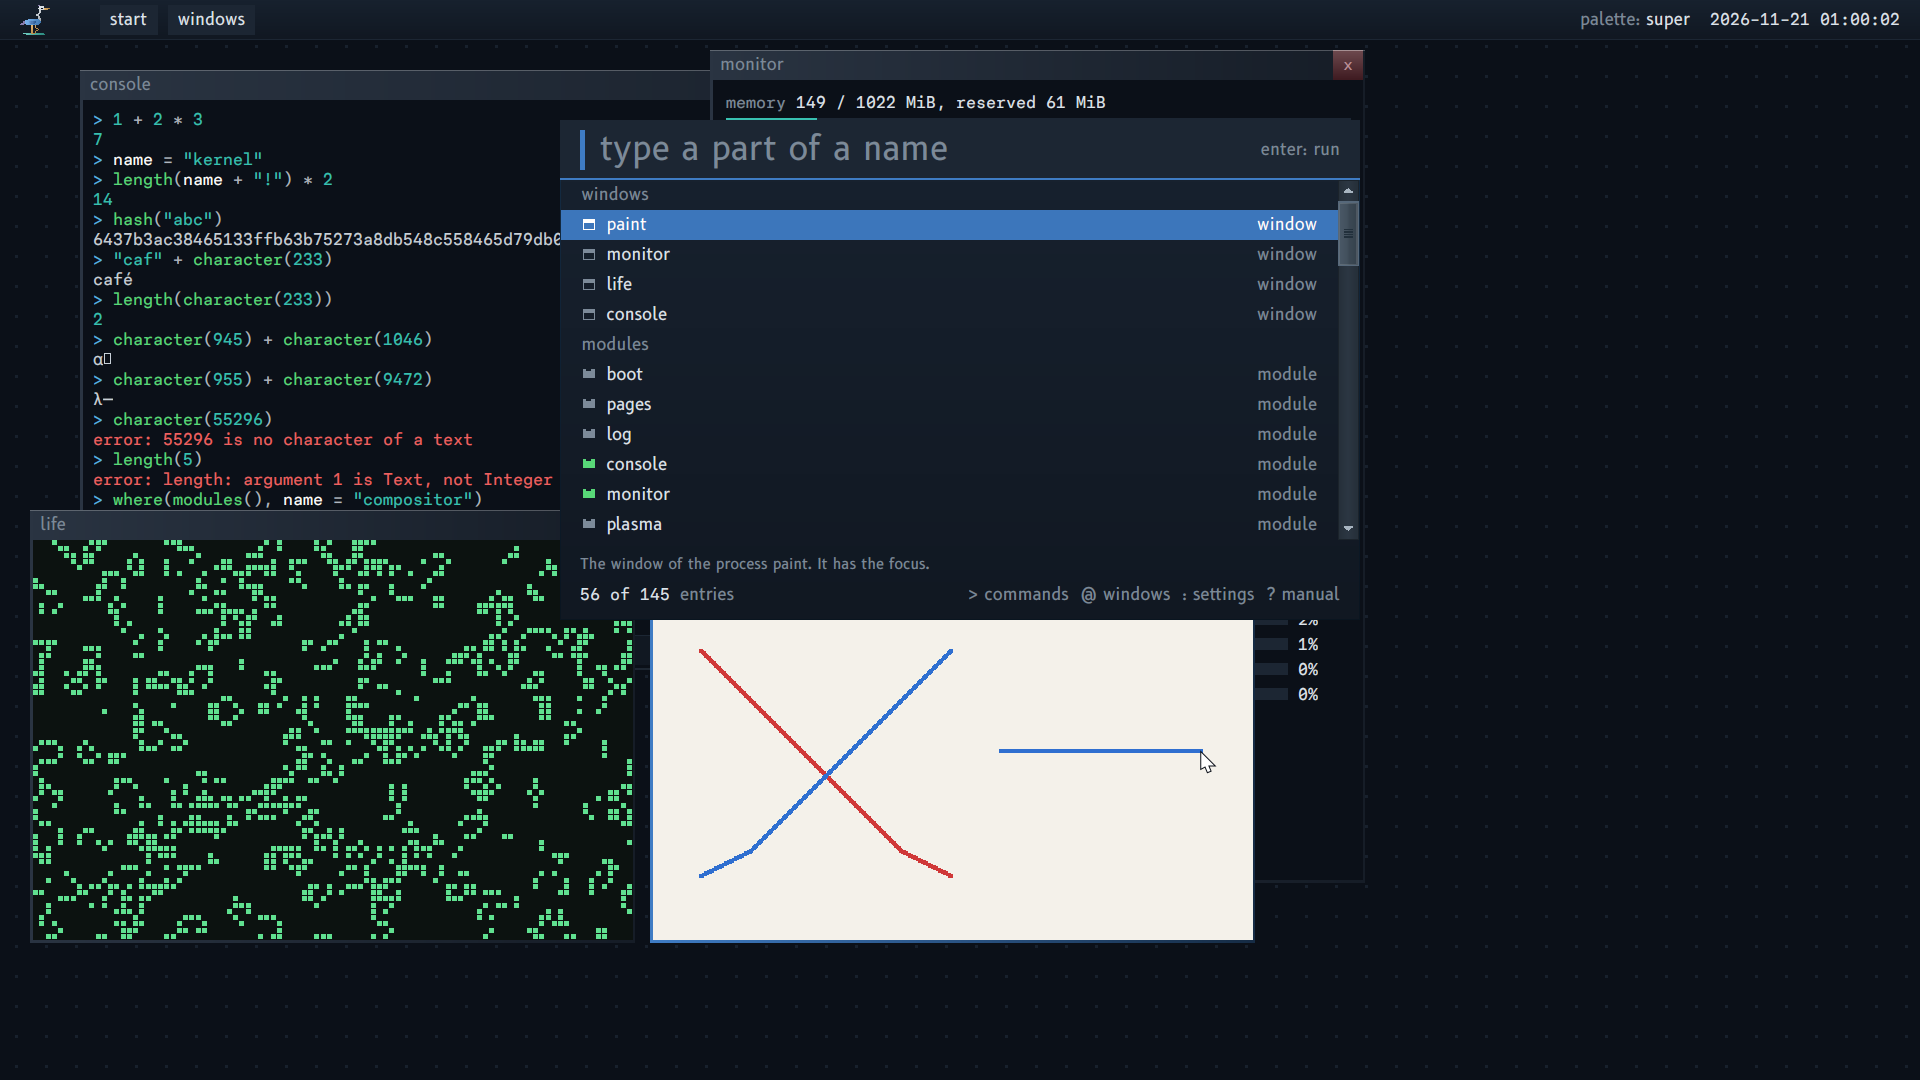 start windows palette: super 2026-11-21 01:00:02
console
> 1 + 2 * 3
7
> name = "kernel"
> length(name + "!") * 2
14
> hash("abc")
6437b3ac38465133ffb63b75273a8db548c558465d79db0
> "caf" + character(233)
café
> length(character(233))
2
> character(945) + character(1046)
α▯
> character(955) + character(9472)
λ─
> character(55296)
error: 55296 is no character of a text
> length(5)
error: length: argument 1 is Text, not Integer
> where(modules(), name = "compositor")
monitor x
memory 149 / 1022 MiB, reserved 61 MiB
type a part of a name enter: run
windows
paint window
monitor window
life window
console window
modules
boot module
pages module
log module
console module
monitor module
plasma module
The window of the process paint. It has the focus.
56 of 145 entries > commands @ windows : settings ? manual
life
2%
1%
0%
0%